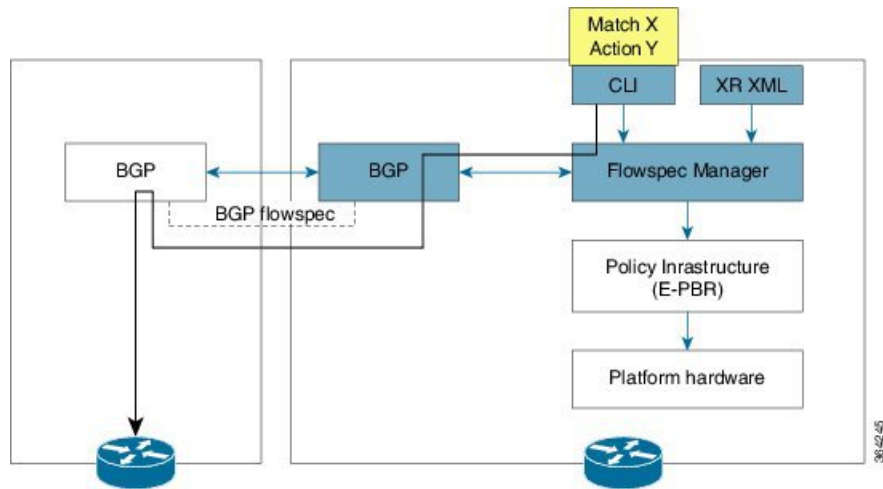 Match X
Action Y
CLI
XR XML
BGP
BGP
Flowspec Manager
BGP flowspec
Policy Inrastructure
(E-PBR)
Platform hardware
364245